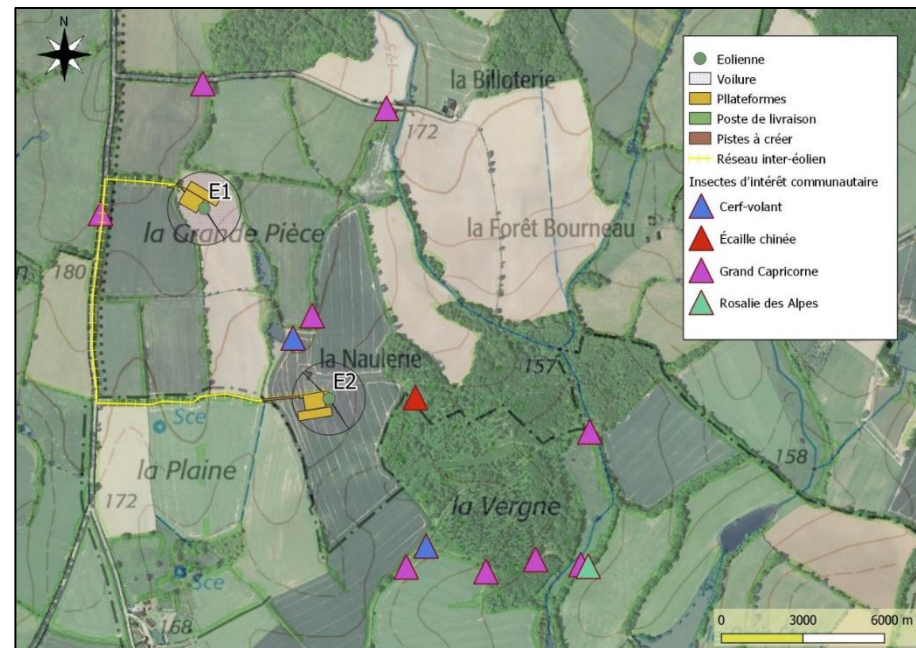 N
175
la Billoterie
172
E1
la Grande Pièce
la Forêt Bourneau
180
la Naulerie
157
E2
Sce
la Plaine
158
172
la Vergne
Sce
168
Eolienne
Voilure
Pllateformes
Poste de livraison
Pistes à créer
Réseau inter-éolien
Insectes d'intérêt communautaire
Cerf-volant
Écaille chinée
Grand Capricorne
Rosalie des Alpes
0 3000 6000 m